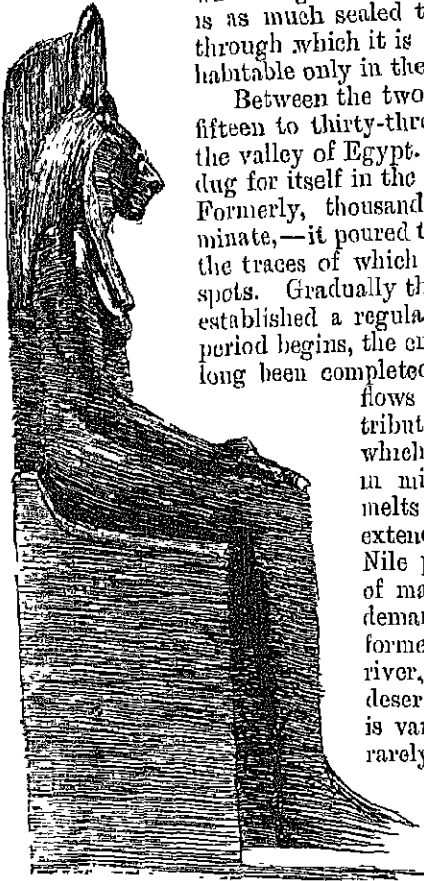 is as much sealed t
through which it is
habitable only in the
Between the two
fifteen to thirty-thre
the valley of Egypt.
dug for itself in the
Formerly, thousand
minate,—it poured t
the traces of which
spots. Gradually th
established a regula
period begins, the cu
long been completed
flows
tribut
which
in mi
melts
extend
Nile p
of ma
deman
forme
river,
deser
is var
rarely